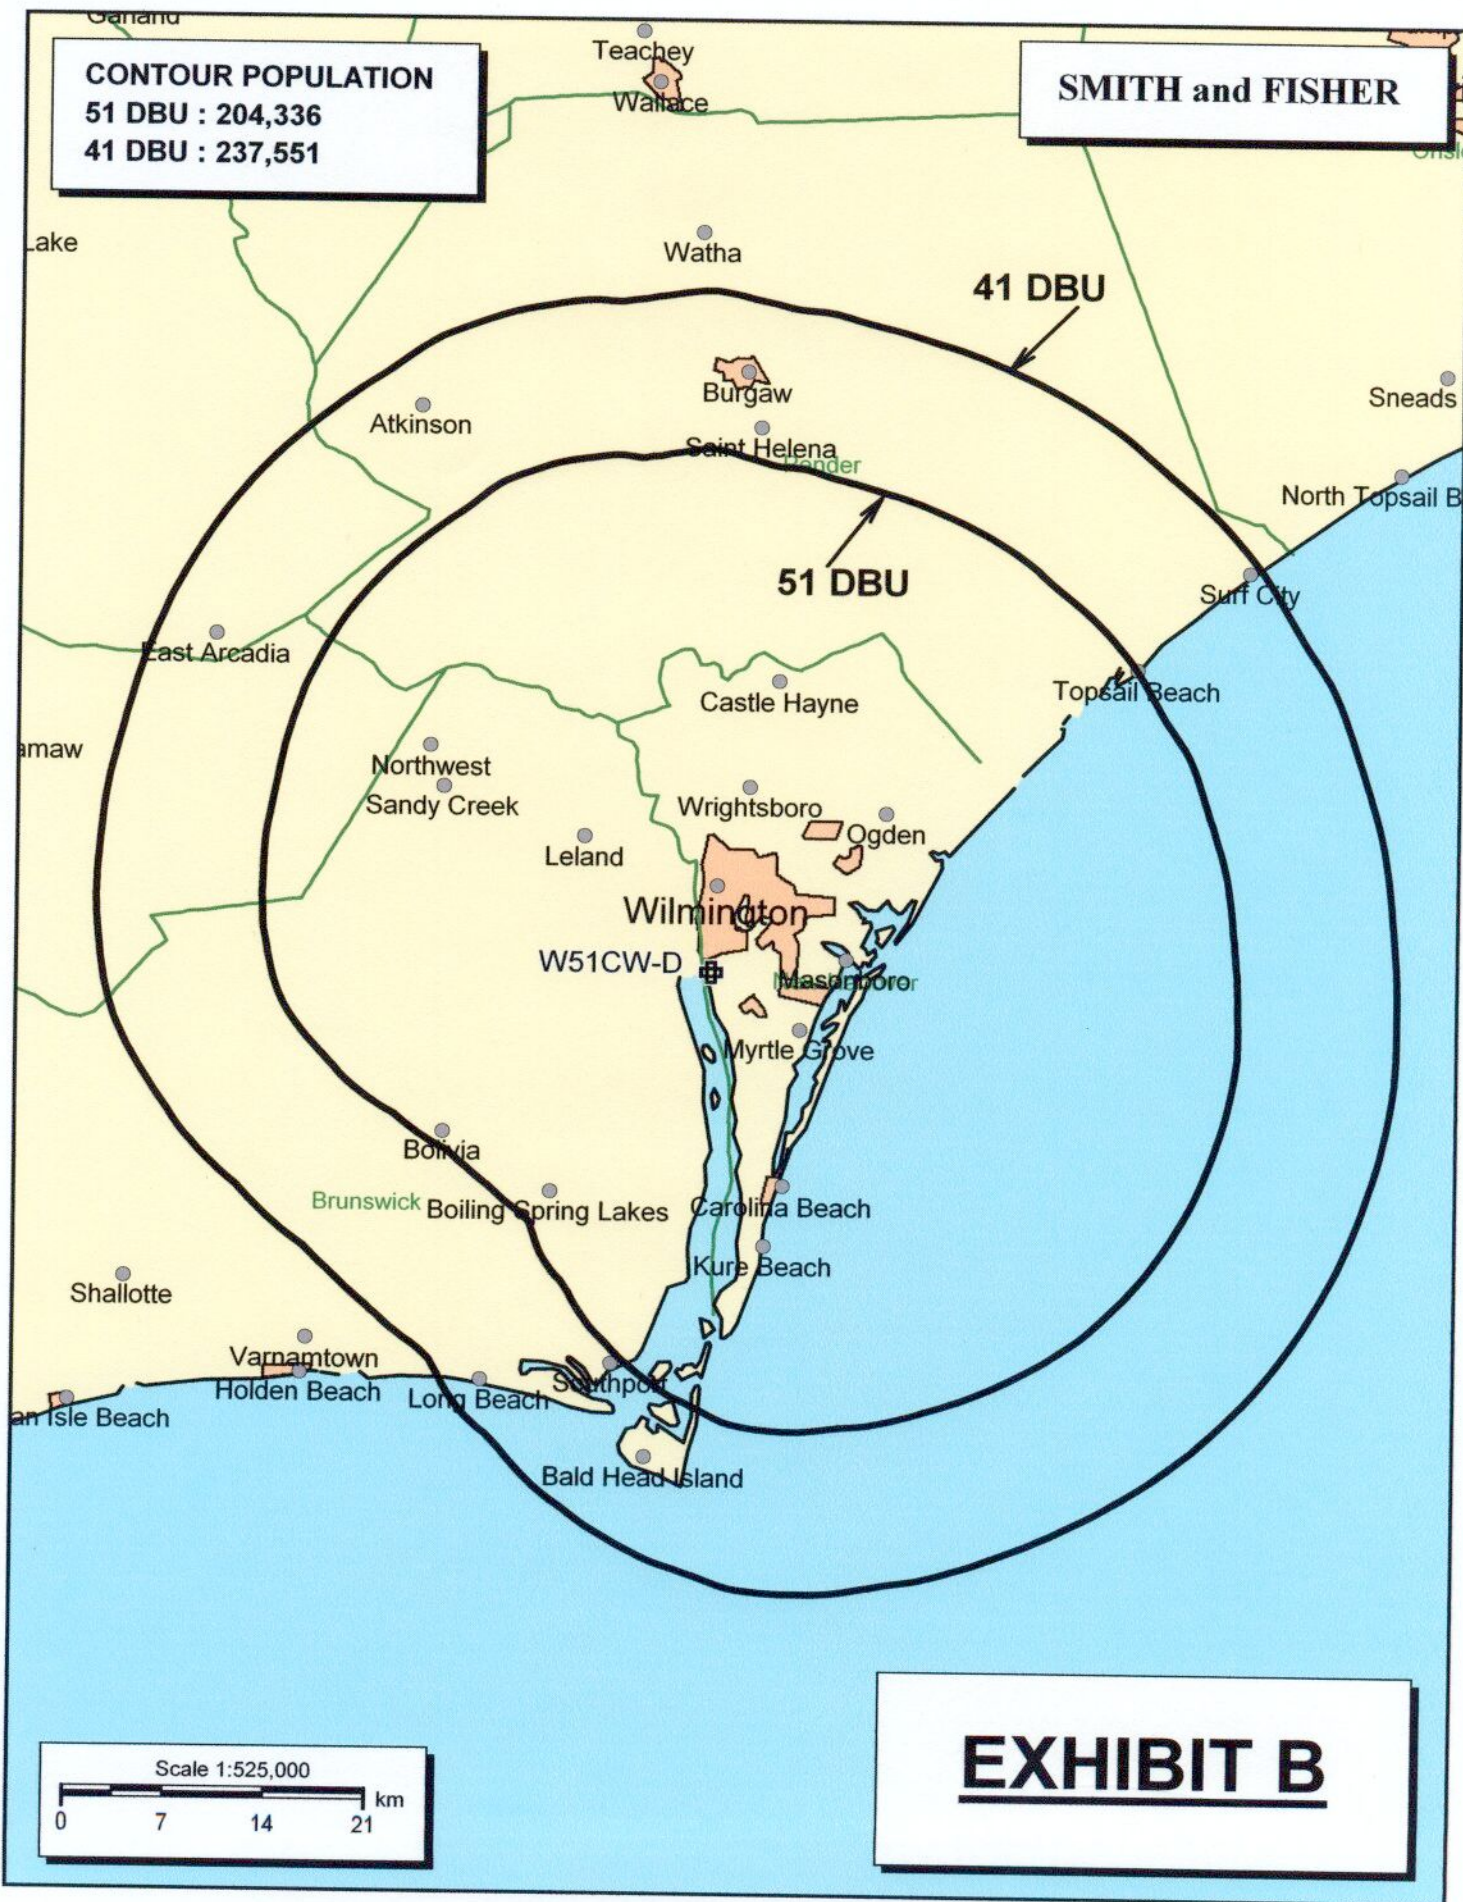 Garland
CONTOUR POPULATION
51 DBU : 204,336
41 DBU : 237,551
Teachey
Wallace
SMITH and FISHER
Lake
Watha
41 DBU
Burgaw
Sneads
Atkinson
Saint Helena
Pender
North Topsail B
51 DBU
Surf City
East Arcadia
Castle Hayne
Topsail Beach
amaw
Northwest
Sandy Creek
Wrightsboro
Ogden
Leland
Wilmington
W51CW-D
Masonboro
Myrtle Grove
Bolivia
Brunswick
Boiling Spring Lakes
Carolina Beach
Kure Beach
Shallotte
Varnamtown
Holden Beach
Long Beach
Southport
an Isle Beach
Bald Head Island
EXHIBIT B
Scale 1:525,000
km
0 7 14 21